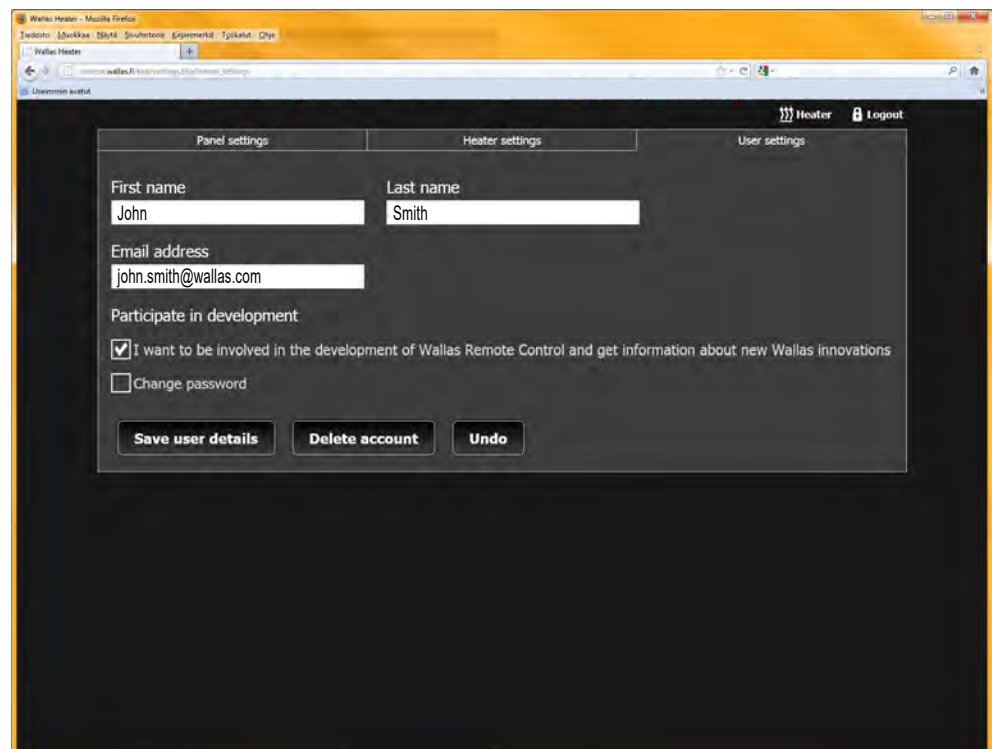 Wallas Heater - Mozilla Firefox
Tiedosto Muokkaa Näytä Sivuhistoria Kirjanmerkit Työkalut Ohje
Wallas Heater
Useimmin avatut
Heater Logout
Panel settings Heater settings User settings
First name Last name
John Smith
Email address
john.smith@wallas.com
Participate in development
I want to be involved in the development of Wallas Remote Control and get information about new Wallas innovations
Change password
Save user details Delete account Undo